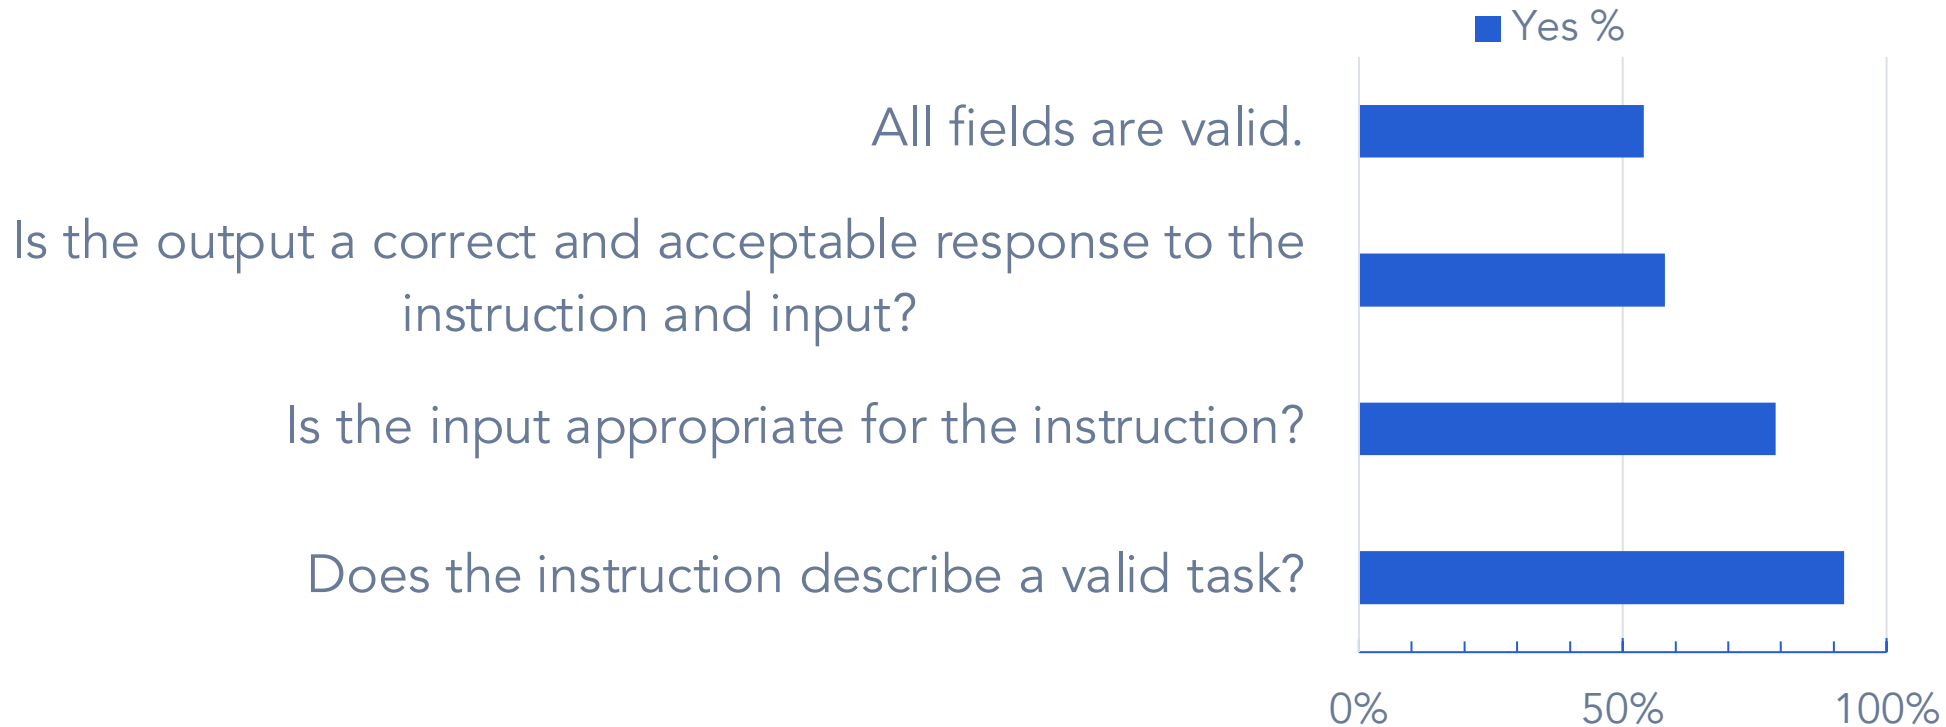 Yes %
All fields are valid.
Is the output a correct and acceptable response to the
instruction and input?
Is the input appropriate for the instruction?
Does the instruction describe a valid task?
0% 50% 100%